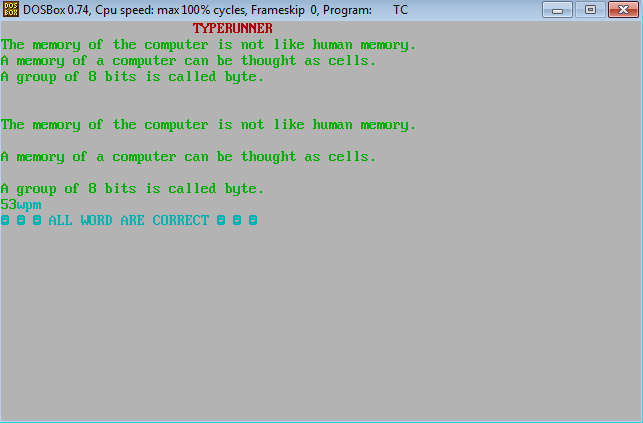 DOSBox 0.74, Cpu speed: max 100% cycles, Frameskip 0, Program: TC
TYPERUNNER
The memory of the computer is not like human memory.
A memory of a computer can be thought as cells.
A group of 8 bits is called byte.
The memory of the computer is not like human memory.
A memory of a computer can be thought as cells.
A group of 8 bits is called byte.
53wpm
☻ ☻ ☻ ALL WORD ARE CORRECT ☻ ☻ ☻